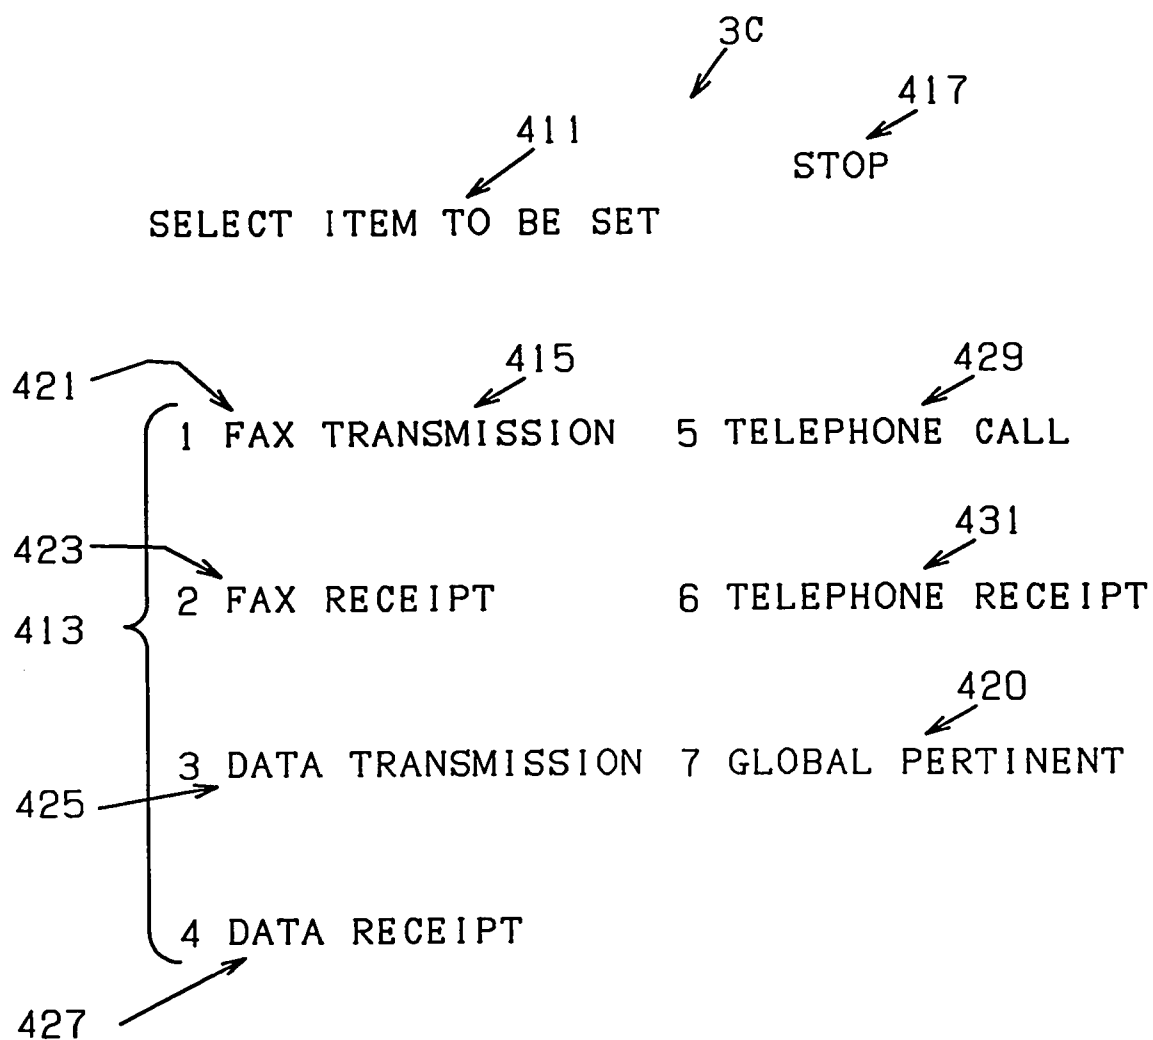 3C
417
411
STOP
SELECT ITEM TO BE SET
415
429
421
1 FAX TRANSMISSION 5 TELEPHONE CALL
431
423
2 FAX RECEIPT 6 TELEPHONE RECEIPT
413
420
3 DATA TRANSMISSION 7 GLOBAL PERTINENT
425
4 DATA RECEIPT
427